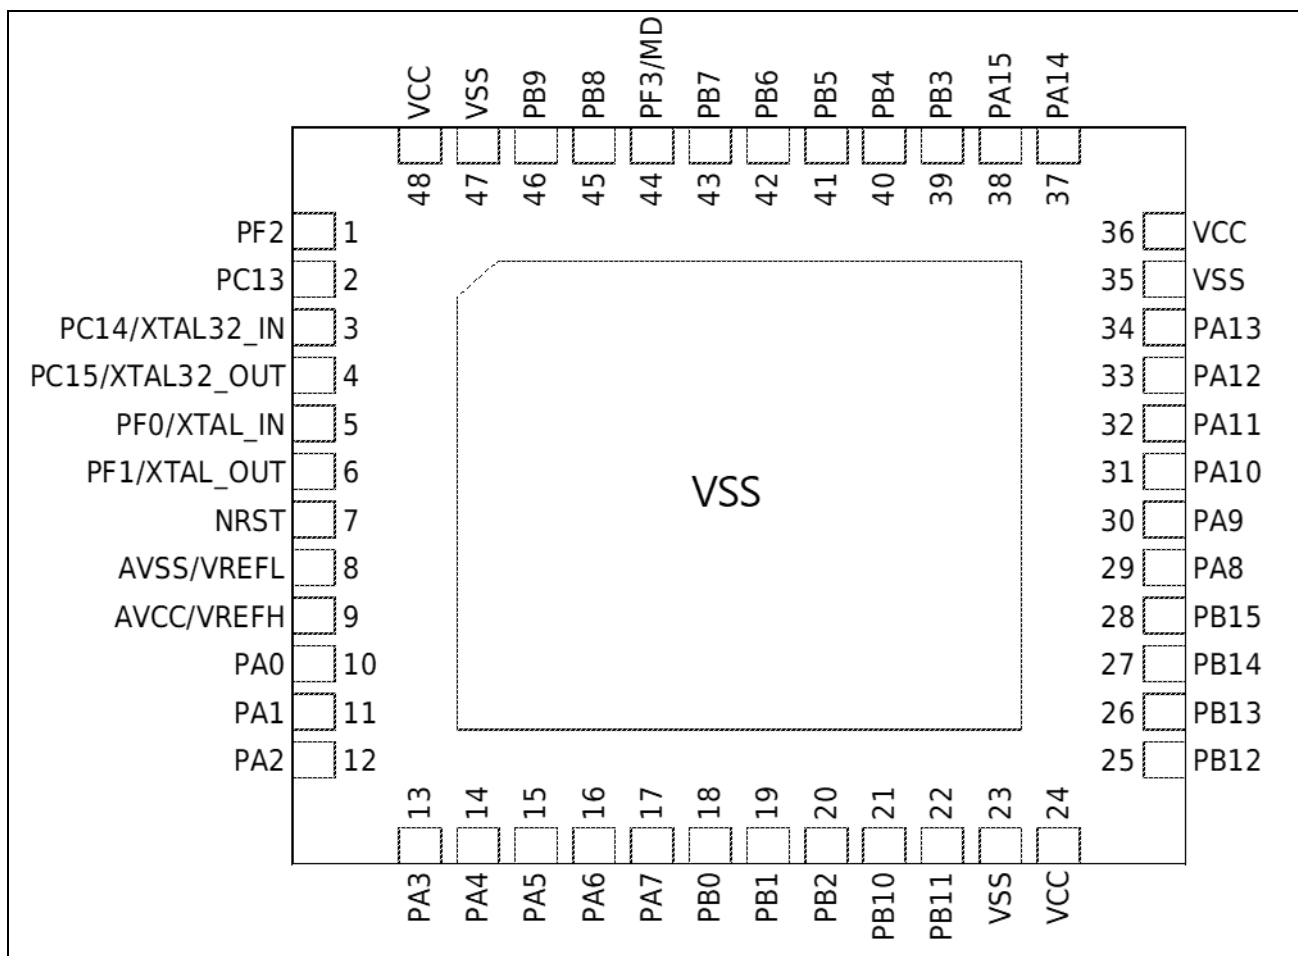 VCC VSS PB9 PB8 PF3/MD PB7 PB6 PB5 PB4 PB3 PA15 PA14
48 47 46 45 44 43 42 41 40 39 38 37
PF2 1 36 VCC
PC13 2 35 VSS
PC14/XTAL32_IN 3 34 PA13
PC15/XTAL32_OUT 4 33 PA12
PF0/XTAL_IN 5 32 PA11
PF1/XTAL_OUT 6 31 PA10
VSS
NRST 7 30 PA9
AVSS/VREFL 8 29 PA8
AVCC/VREFH 9 28 PB15
PA0 10 27 PB14
PA1 11 26 PB13
PA2 12 25 PB12
13 14 15 16 17 18 19 20 21 22 23 24
PA3 PA4 PA5 PA6 PA7 PB0 PB1 PB2 PB10 PB11 VSS VCC